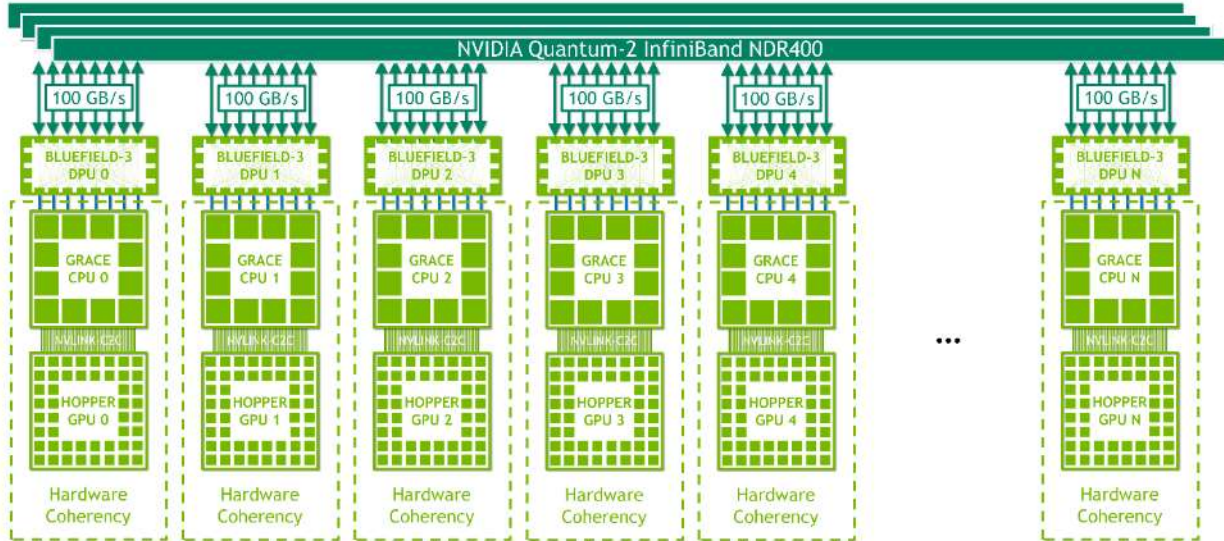 NVIDIA Quantum-2 InfiniBand NDR400
100 GB/s
100 GB/s
100 GB/s
100 GB/s
100 GB/s
100 GB/s
BLUEFIELD-3
DPU 0
BLUEFIELD-3
DPU 1
BLUEFIELD-3
DPU 2
BLUEFIELD-3
DPU 3
BLUEFIELD-3
DPU 4
BLUEFIELD-3
DPU N
GRACE
CPU 0
GRACE
CPU 1
GRACE
CPU 2
GRACE
CPU 3
GRACE
CPU 4
GRACE
CPU N
NVLINK-C2C
NVLINK-C2C
NVLINK-C2C
NVLINK-C2C
NVLINK-C2C
...
NVLINK-C2C
HOPPER
GPU 0
HOPPER
GPU 1
HOPPER
GPU 2
HOPPER
GPU 3
HOPPER
GPU 4
HOPPER
GPU N
Hardware
Coherency
Hardware
Coherency
Hardware
Coherency
Hardware
Coherency
Hardware
Coherency
Hardware
Coherency